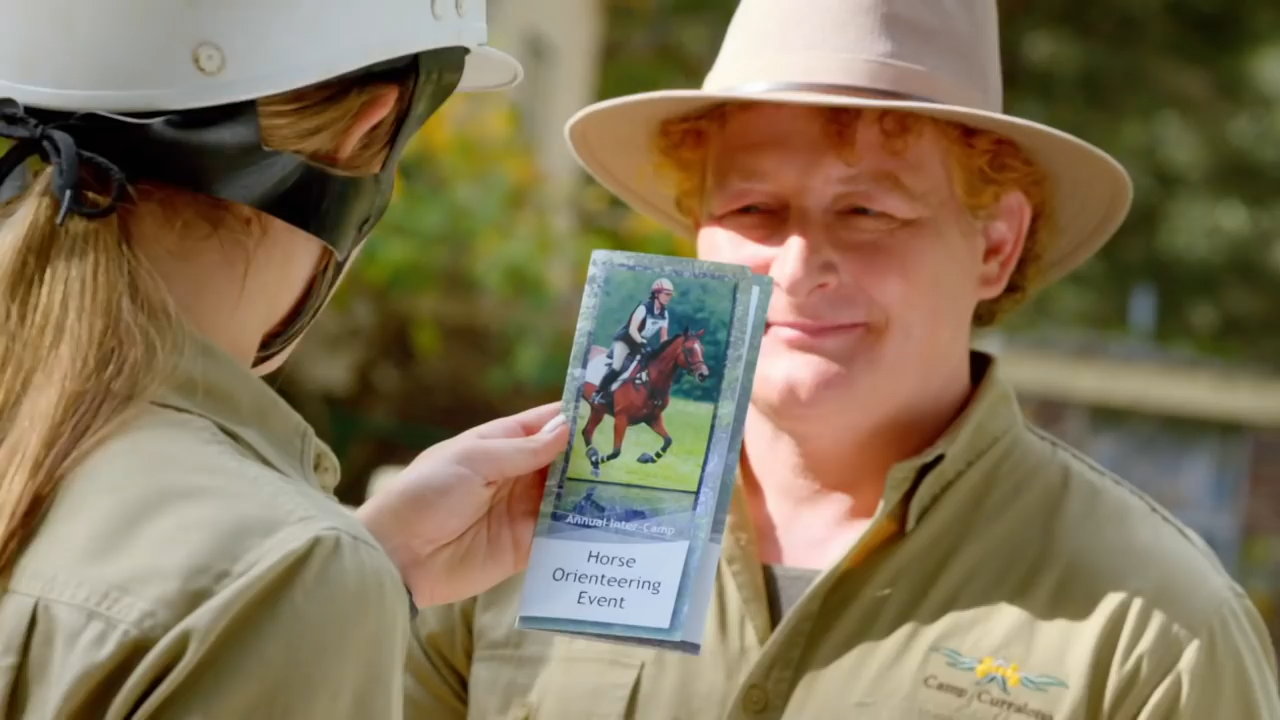 Annual Inter-Camp
Horse
Orienteering
Event
Camp Curralong